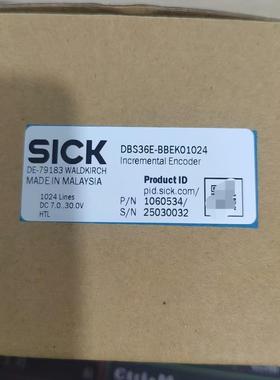 SICK
DE-79183 WALDKIRCH
MADE IN MALAYSIA
1024 Lines
DC 7.0...30.0V
HTL
DBS36E-BBEK01024
Incremental Encoder
Product ID
pid.sick.com/
P/N 1060534/
S/N 25030032